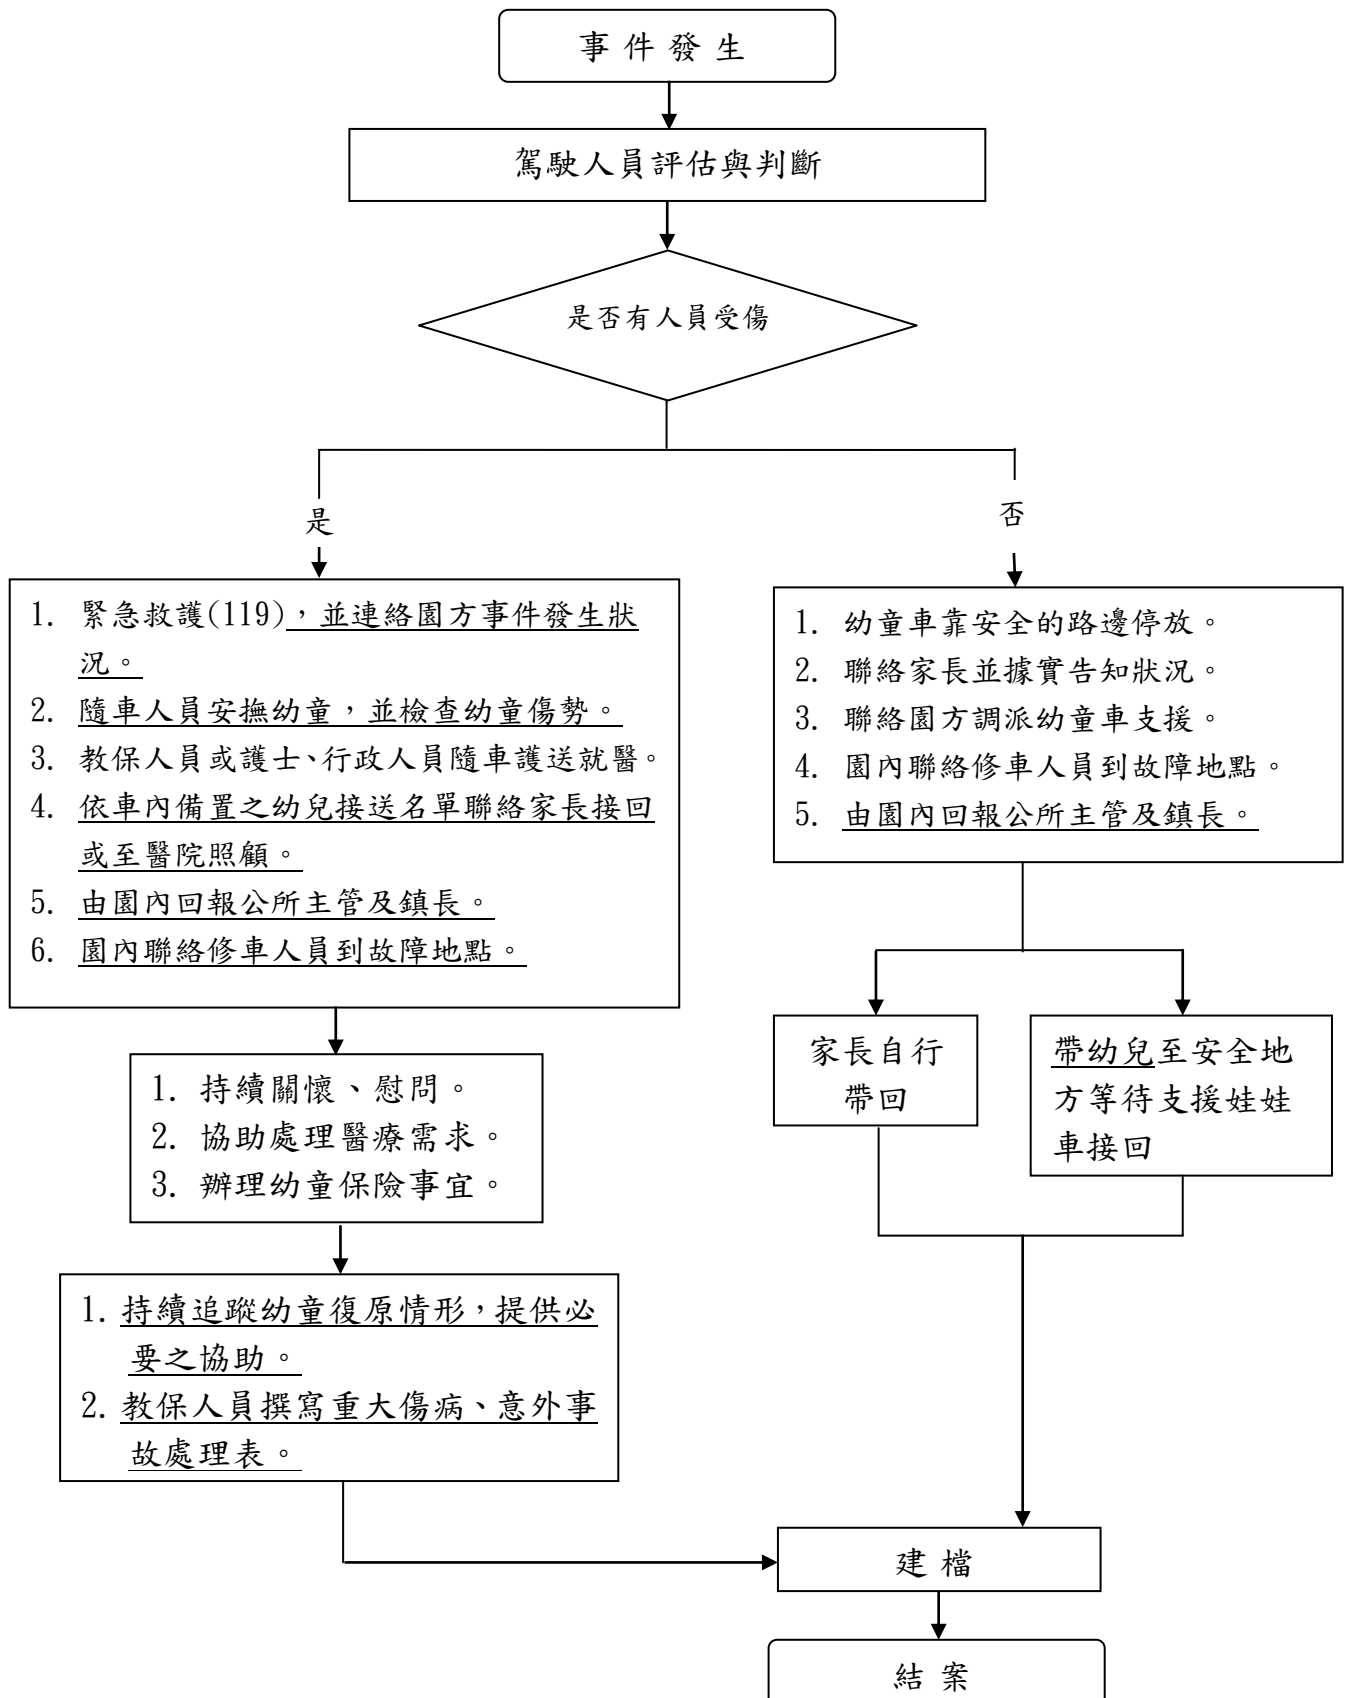 事件發生
駕駛人員評估與判斷
是否有人員受傷
是
否
1. 緊急救護(119),並連絡園方事件發生狀
況。
2. 隨車人員安撫幼童,並檢查幼童傷勢。
3. 教保人員或護士、行政人員隨車護送就醫。
4. 依車內備置之幼兒接送名單聯絡家長接回
或至醫院照顧。
5. 由園內回報公所主管及鎮長。
6. 園內聯絡修車人員到故障地點。
1. 幼童車靠安全的路邊停放。
2. 聯絡家長並據實告知狀況。
3. 聯絡園方調派幼童車支援。
4. 園內聯絡修車人員到故障地點。
5. 由園內回報公所主管及鎮長。
家長自行
帶回
帶幼兒至安全地
方等待支援娃娃
車接回
1. 持續關懷、慰問。
2. 協助處理醫療需求。
3. 辦理幼童保險事宜。
1. 持續追蹤幼童復原情形,提供必
要之協助。
2. 教保人員撰寫重大傷病、意外事
故處理表。
建檔
結案